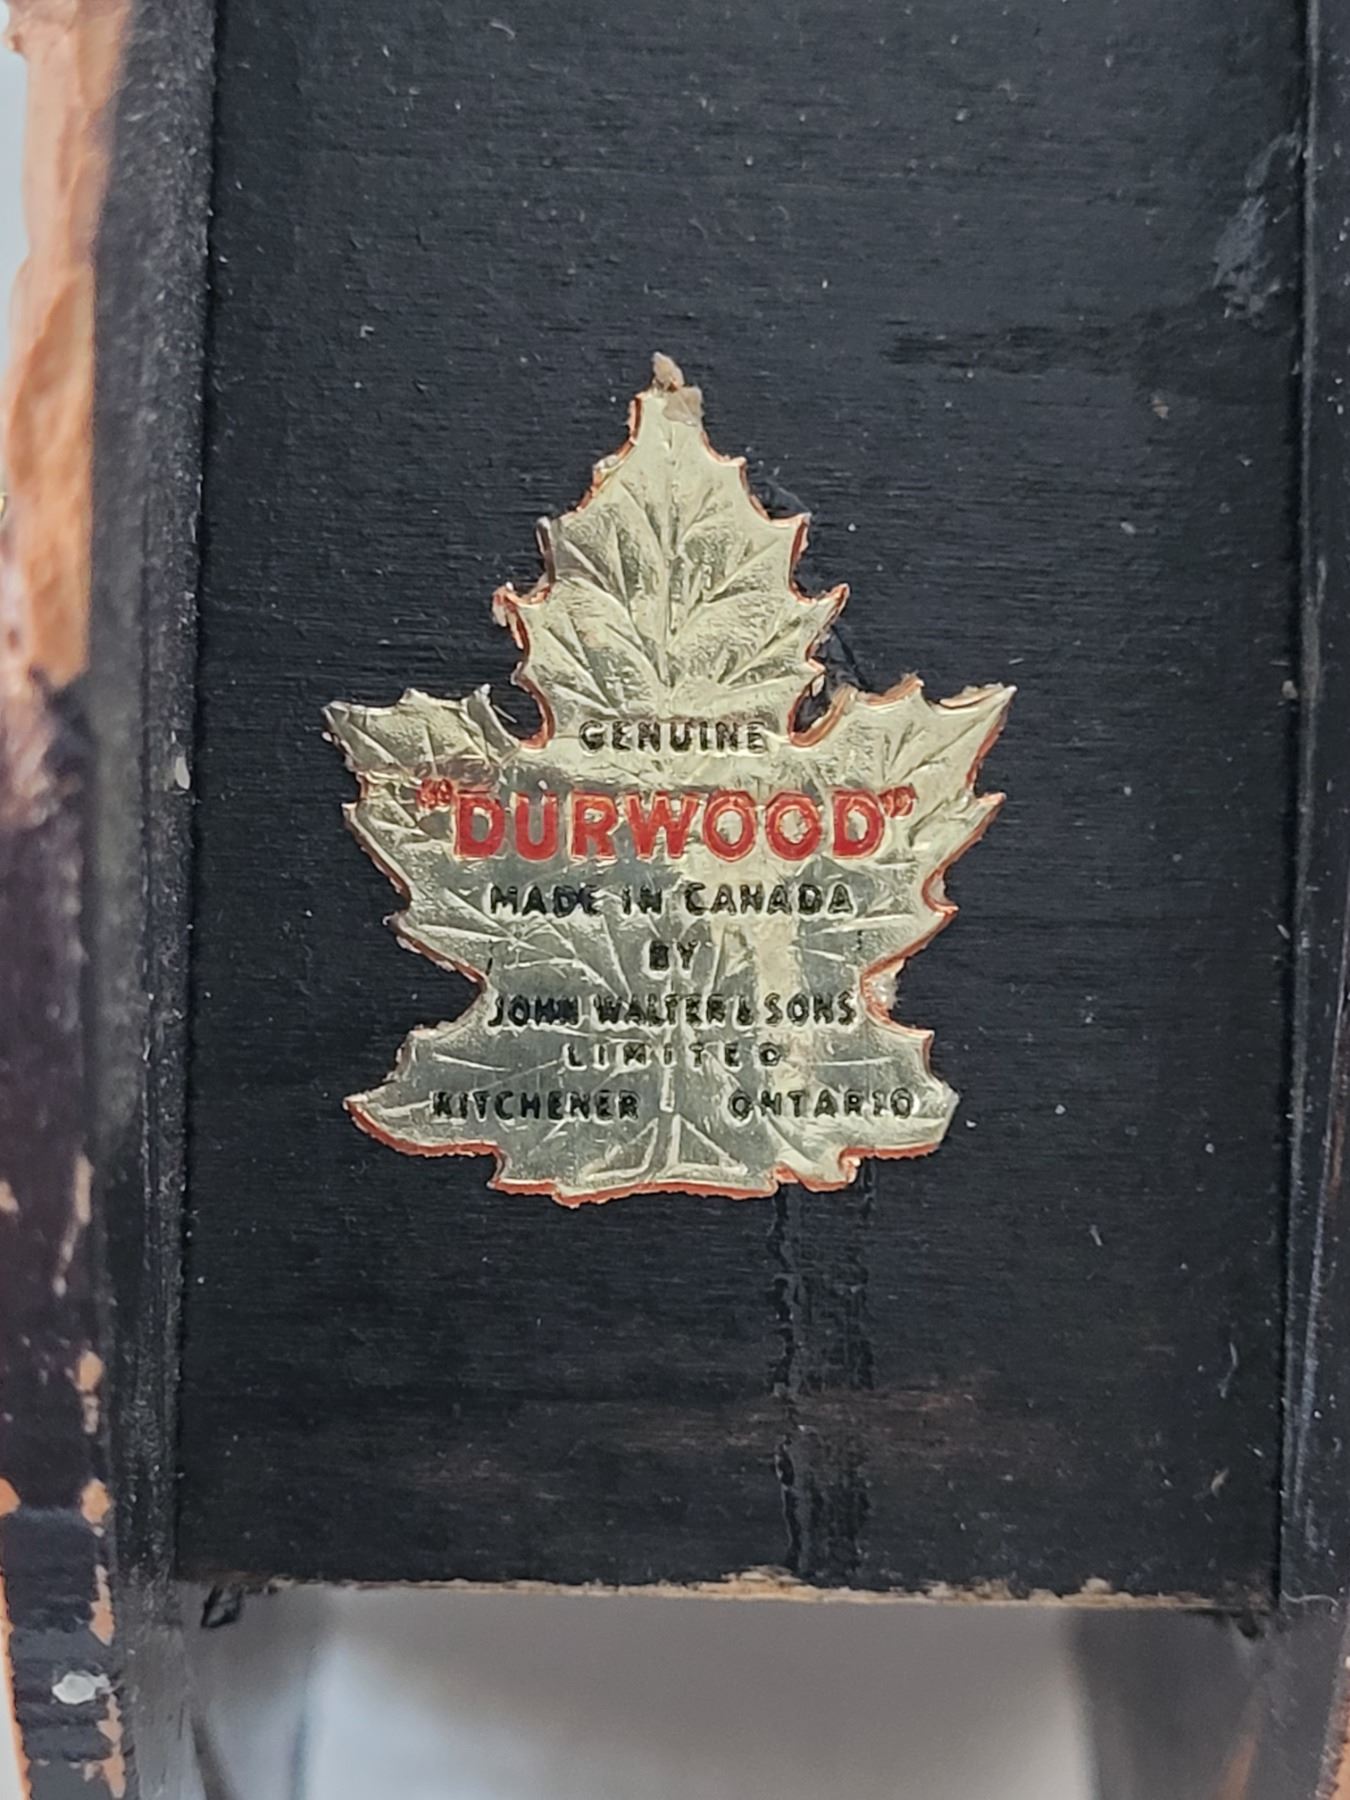 GENUINE
"DURWOOD"
MADE IN CANADA
BY
JOHN WALTER & SONS
LIMITED
KITCHENER ONTARIO